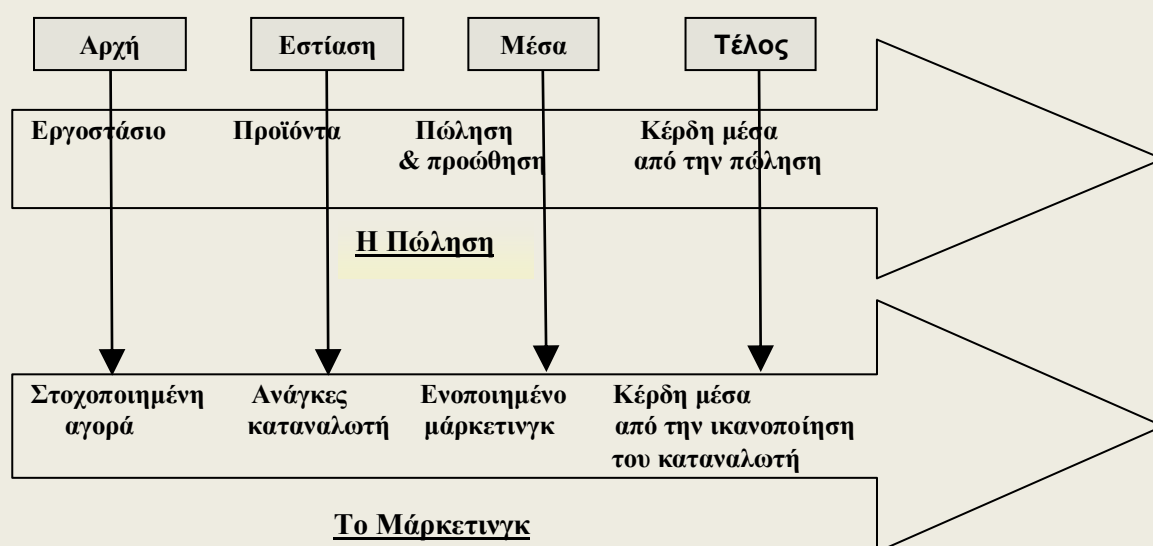 Αρχή
Εστίαση
Μέσα
Τέλος
Εργοστάσιο
Προϊόντα
Πώληση
& προώθηση
Κέρδη μέσα
από την πώληση
Η Πώληση
Στοχοποιημένη
αγορά
Ανάγκες
καταναλωτή
Ενοποιημένο
μάρκετινγκ
Κέρδη μέσα
από την ικανοποίηση
του καταναλωτή
Το Μάρκετινγκ